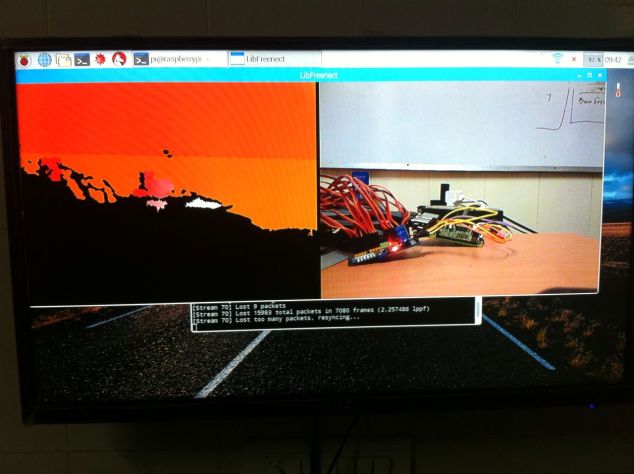 pi@raspberrypi: ~
LibFreenect
82 %
09:42
LibFreenect
[Stream 70] Lost 9 packets
[Stream 70] Lost 15983 total packets in 7080 frames (2.257486 lppf)
[Stream 70] Lost too many packets, resyncing...